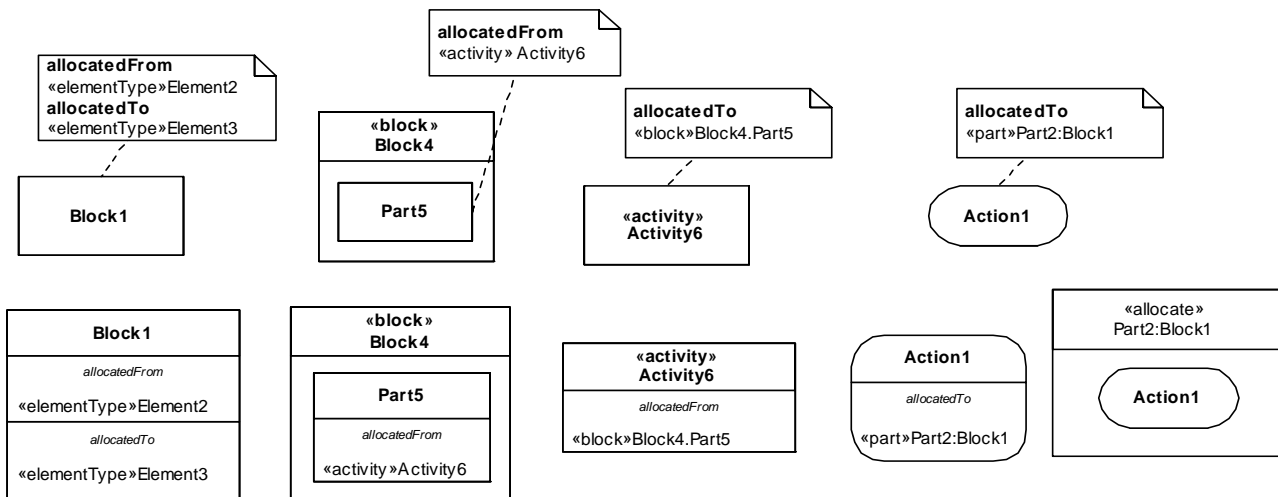 allocatedFrom
«activity» Activity6
allocatedFrom
«elementType»Element2
allocatedTo
«elementType»Element3
Block1
«block»
Block4
Part5
allocatedTo
«block»Block4.Part5
«activity»
Activity6
allocatedTo
«part»Part2:Block1
Action1
Block1
allocatedFrom
«elementType»Element2
allocatedTo
«elementType»Element3
«block»
Block4
Part5
allocatedFrom
«activity»Activity6
«activity»
Activity6
allocatedFrom
«block»Block4.Part5
Action1
allocatedTo
«part»Part2:Block1
«allocate»
Part2:Block1
Action1